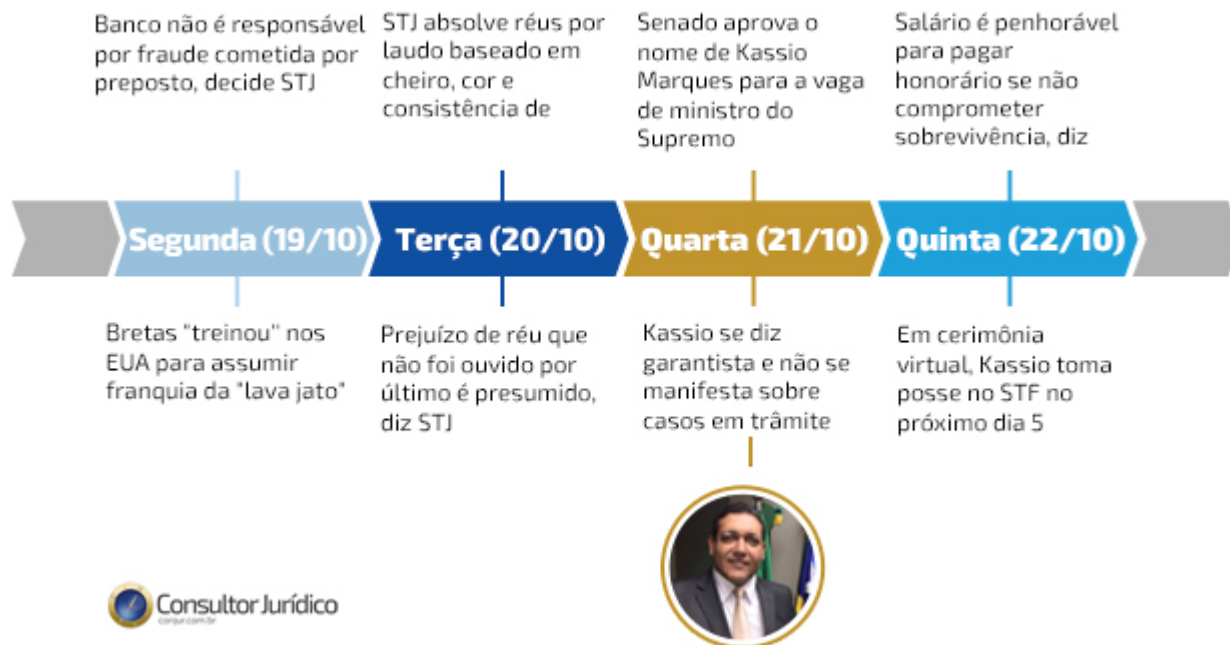 Banco não é responsável
por fraude cometida por
preposto, decide STJ
STJ absolve réus por
laudo baseado em
cheiro, cor e
consistência de
Senado aprova o
nome de Kassio
Marques para a vaga
de ministro do
Supremo
Salário é penhorável
para pagar
honorário se não
comprometer
sobrevivência, diz
Segunda (19/10)
Terça (20/10)
Quarta (21/10)
Quinta (22/10)
Bretas "treinou" nos
EUA para assumir
franquia da "lava jato"
Prejuízo de réu que
não foi ouvido por
último é presumido,
diz STJ
Kassio se diz
garantista e não se
manifesta sobre
casos em trâmite
Em cerimônia
virtual, Kassio toma
posse no STF no
próximo dia 5
Consultor Jurídico
conjur.com.br